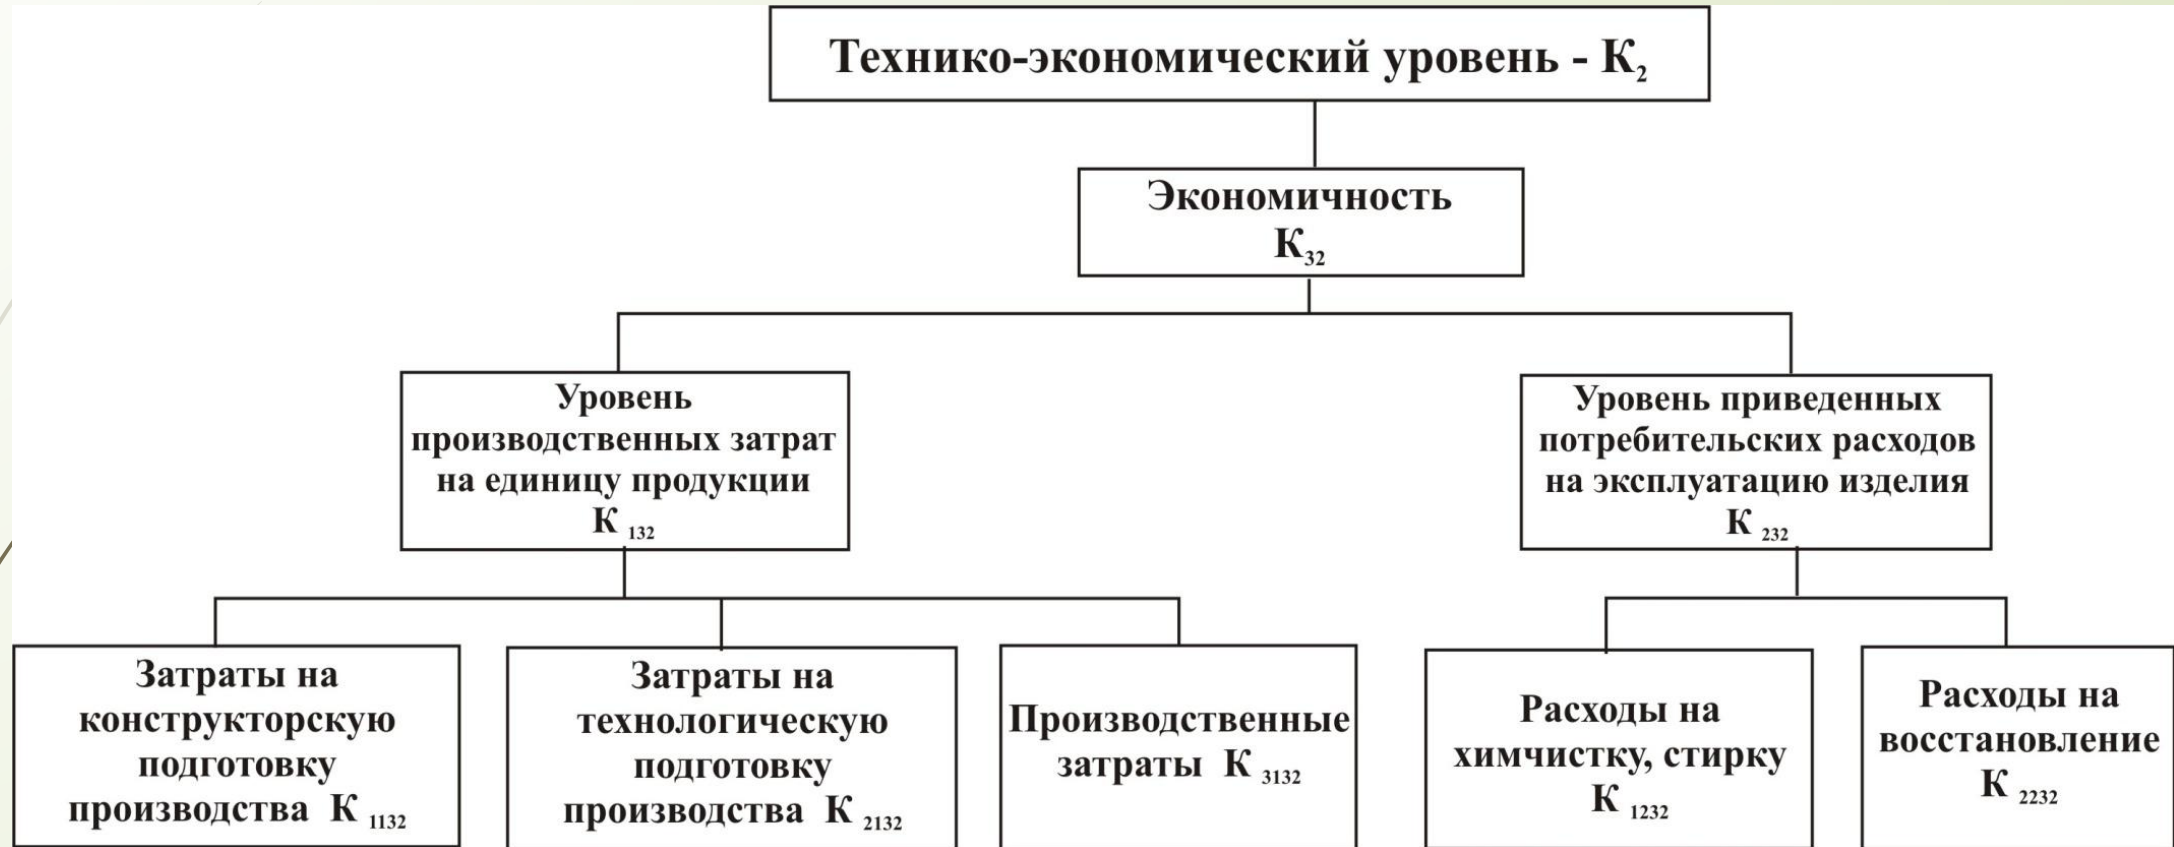 Технико-экономический уровень - К₂
Экономичность
К₃₂
Уровень
производственных затрат
на единицу продукции
К ₁₃₂
Уровень приведенных
потребительских расходов
на эксплуатацию изделия
К ₂₃₂
Затраты на
конструкторскую
подготовку
производства К ₁₁₃₂
Затраты на
технологическую
подготовку
производства К ₂₁₃₂
Производственные
затраты К ₃₁₃₂
Расходы на
химчистку, стирку
К ₁₂₃₂
Расходы на
восстановление
К ₂₂₃₂